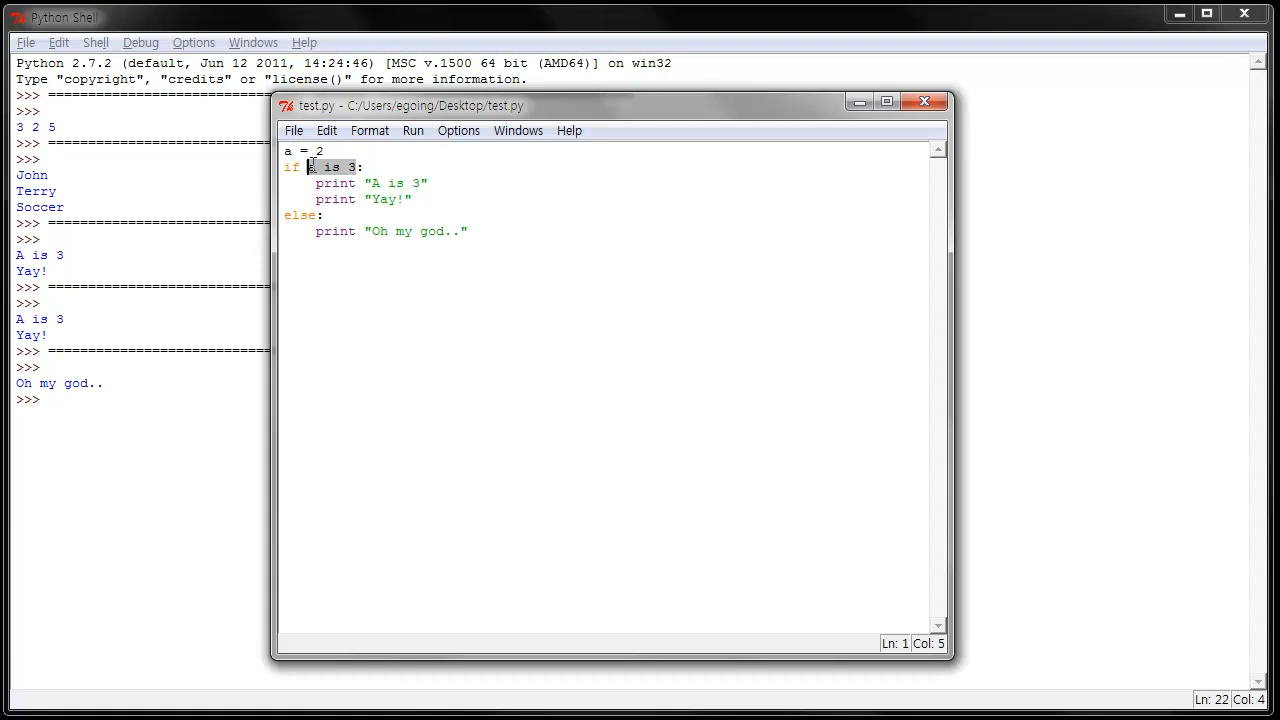 Python Shell
File Edit Shell Debug Options Windows Help
Python 2.7.2 (default, Jun 12 2011, 14:24:46) [MSC v.1500 64 bit (AMD64)] on win32
Type "copyright", "credits" or "license()" for more information.
>>> ============================
>>>
3 2 5
>>> ============================
>>>
John
Terry
Soccer
>>> ============================
>>>
A is 3
Yay!
>>> ============================
>>>
A is 3
Yay!
>>> ============================
>>>
Oh my god..
>>>
test.py - C:/Users/egoing/Desktop/test.py
File Edit Format Run Options Windows Help
a = 2
if a is 3:
    print "A is 3"
    print "Yay!"
else:
    print "Oh my god.."
Ln: 1 Col: 5
Ln: 22 Col: 4